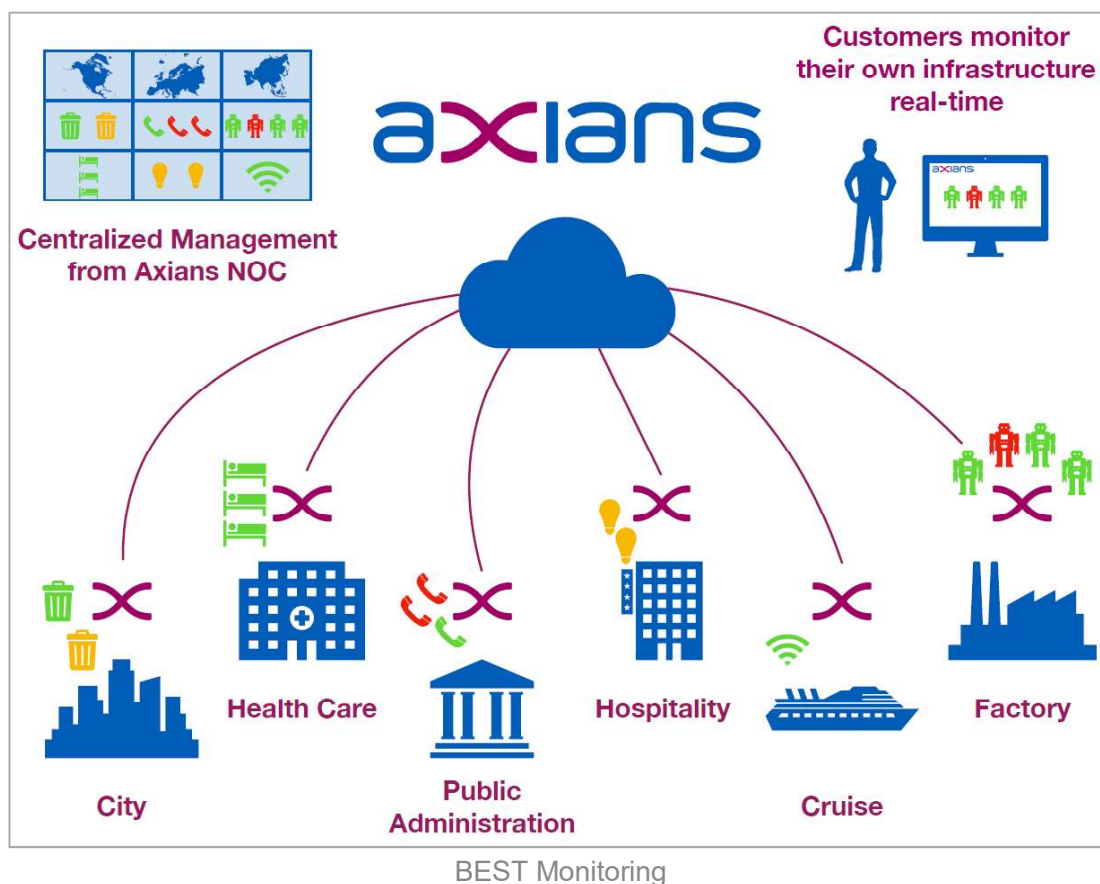 axians
Customers monitor
their own infrastructure
real-time
axians
Centralized Management
from Axians NOC
Health Care
Hospitality
Factory
City
Public
Administration
Cruise
BEST Monitoring